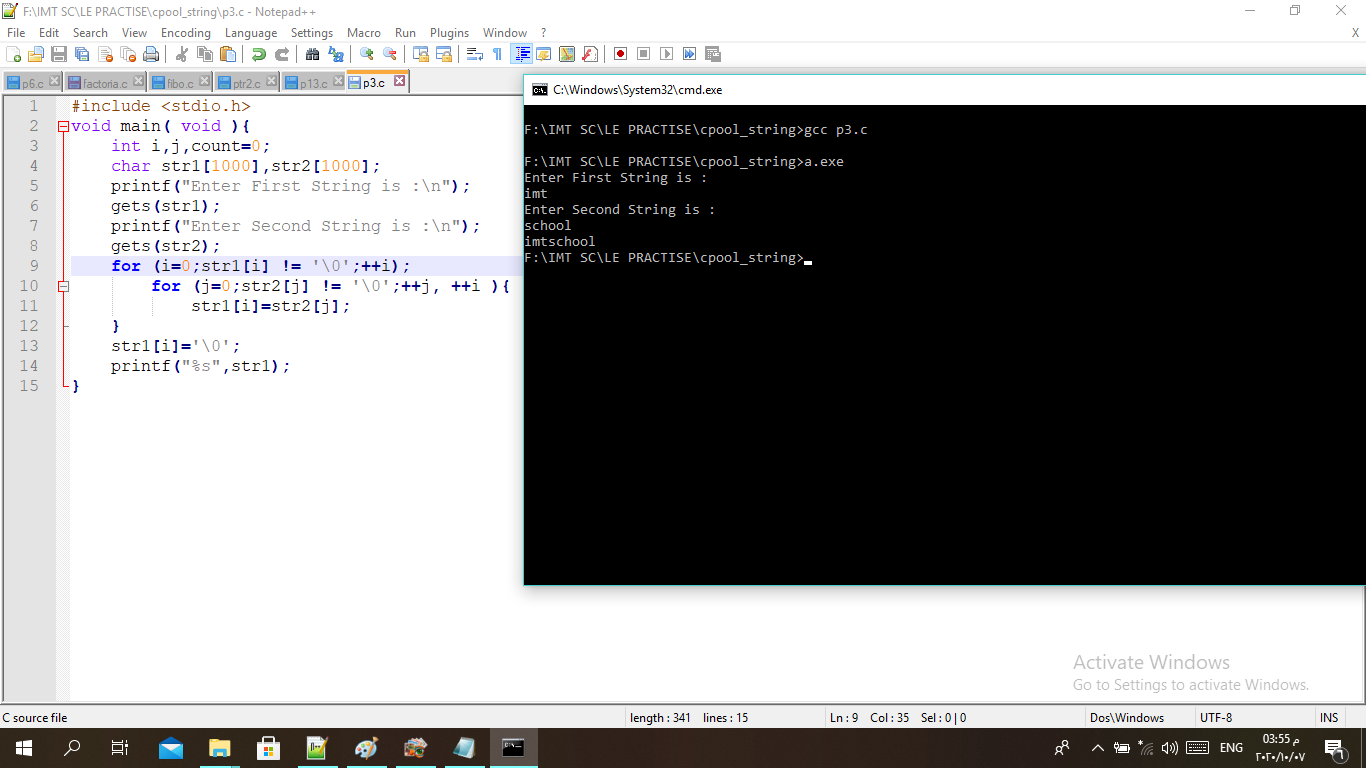 F:\IMT SC\LE PRACTISE\cpool_string\p3.c - Notepad++
File Edit Search View Encoding Language Settings Macro Run Plugins Window ? X
p6.c factoria.c fibo.c ptr2.c p13.c p3.c
1 #include <stdio.h>
2 void main( void ){
3 int i,j,count=0;
4 char str1[1000],str2[1000];
5 printf("Enter First String is :\n");
6 gets(str1);
7 printf("Enter Second String is :\n");
8 gets(str2);
9 for (i=0;str1[i] != '\0';++i);
10 for (j=0;str2[j] != '\0';++j, ++i ){
11 str1[i]=str2[j];
12 }
13 str1[i]='\0';
14 printf("%s",str1);
15 }
C:\Windows\System32\cmd.exe
F:\IMT SC\LE PRACTISE\cpool_string>gcc p3.c
F:\IMT SC\LE PRACTISE\cpool_string>a.exe
Enter First String is :
imt
Enter Second String is :
school
imtschool
F:\IMT SC\LE PRACTISE\cpool_string>
Activate Windows
Go to Settings to activate Windows.
C source file length : 341 lines : 15 Ln : 9 Col : 35 Sel : 0 | 0 Dos\Windows UTF-8 INS
ENG
03:55 م
٢٠٢٠/١٠/٠٧